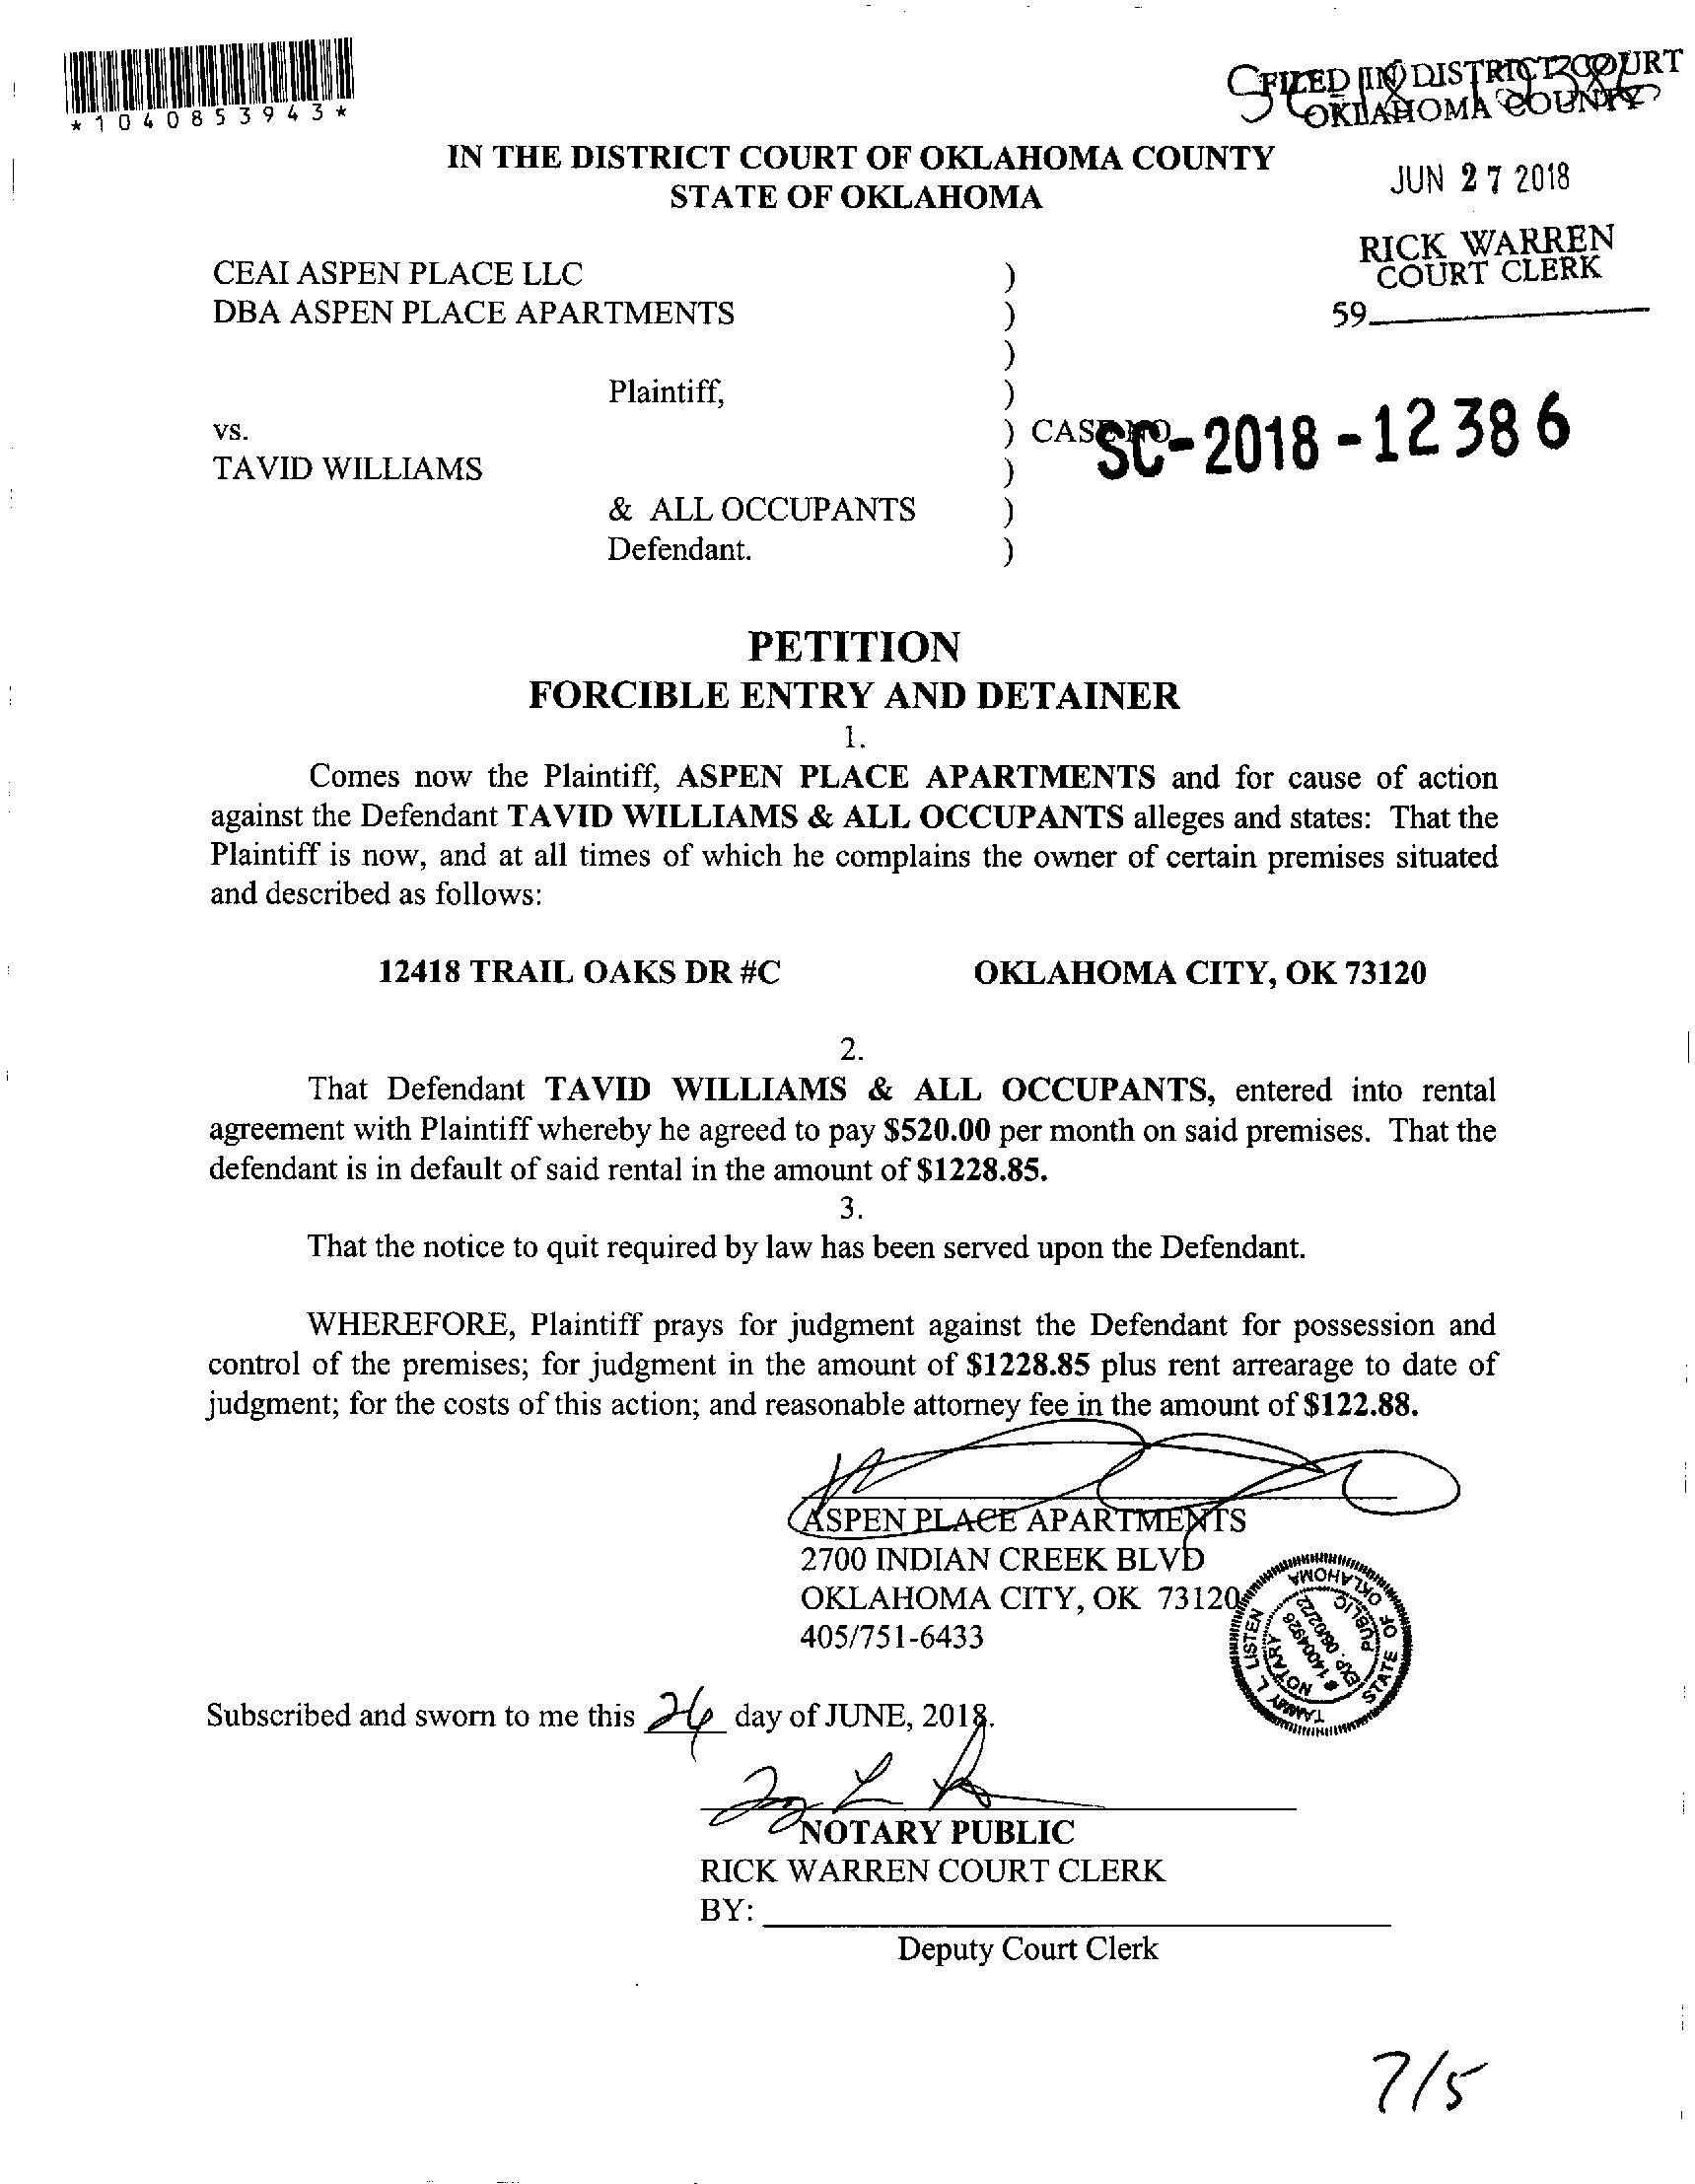 *1040853943*
SC-18-12386
FILED IN DISTRICT COURT
OKLAHOMA COUNTY
JUN 27 2018
RICK WARREN
COURT CLERK
59
IN THE DISTRICT COURT OF OKLAHOMA COUNTY
STATE OF OKLAHOMA
CEAI ASPEN PLACE LLC )
DBA ASPEN PLACE APARTMENTS )
)
Plaintiff, )
vs. ) CASE NO. SC-2018-12386
TAVID WILLIAMS )
& ALL OCCUPANTS )
Defendant. )
PETITION
FORCIBLE ENTRY AND DETAINER
1.
Comes now the Plaintiff, ASPEN PLACE APARTMENTS and for cause of action
against the Defendant TAVID WILLIAMS & ALL OCCUPANTS alleges and states: That the
Plaintiff is now, and at all times of which he complains the owner of certain premises situated
and described as follows:
12418 TRAIL OAKS DR #C OKLAHOMA CITY, OK 73120
2.
That Defendant TAVID WILLIAMS & ALL OCCUPANTS, entered into rental
agreement with Plaintiff whereby he agreed to pay $520.00 per month on said premises. That the
defendant is in default of said rental in the amount of $1228.85.
3.
That the notice to quit required by law has been served upon the Defendant.
WHEREFORE, Plaintiff prays for judgment against the Defendant for possession and
control of the premises; for judgment in the amount of $1228.85 plus rent arrearage to date of
judgment; for the costs of this action; and reasonable attorney fee in the amount of $122.88.
ASPEN PLACE APARTMENTS
2700 INDIAN CREEK BLVD
OKLAHOMA CITY, OK 73120
405/751-6433
TAMMY L. LISTEN
STATE OF OKLAHOMA
NOTARY PUBLIC
# 14004926
EXP. 06/02/22
Subscribed and sworn to me this 26 day of JUNE, 2018.
NOTARY PUBLIC
RICK WARREN COURT CLERK
BY:
Deputy Court Clerk
7/5